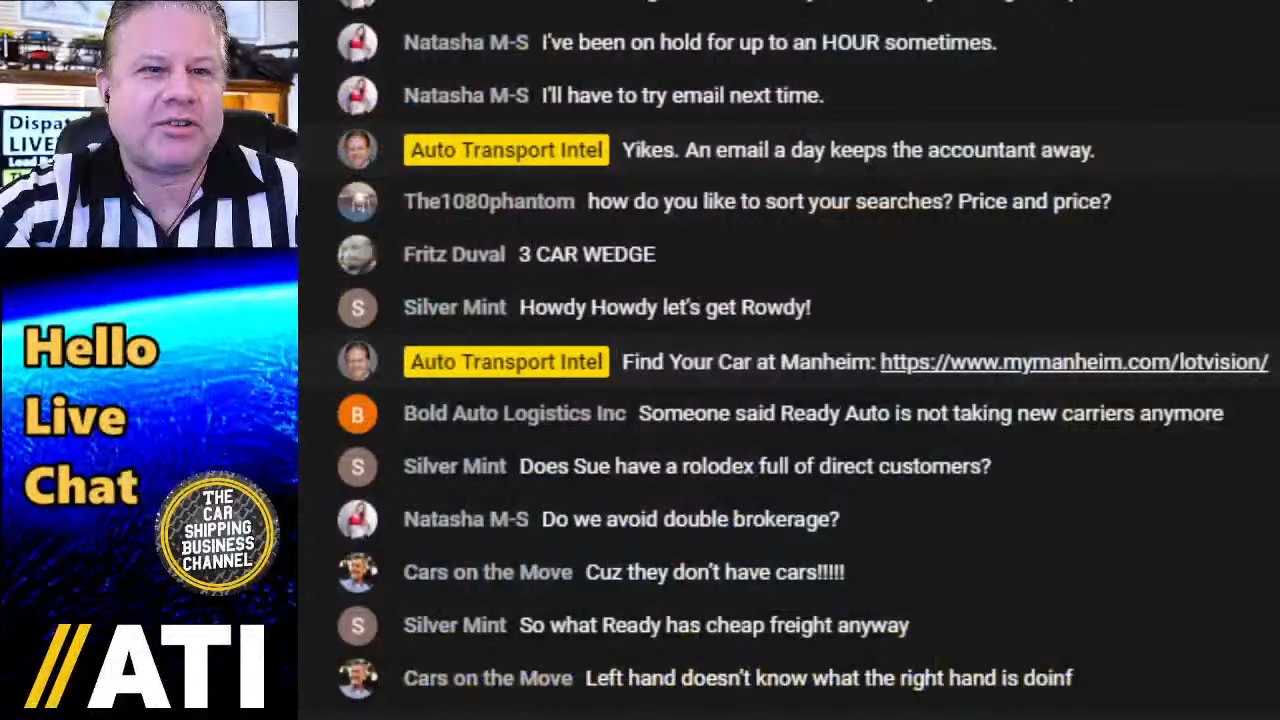 Dispat
LIVE
Load B
Hello
Live
Chat
THE
CAR
SHIPPING
BUSINESS
CHANNEL
//ATI
Natasha M-S I've been on hold for up to an HOUR sometimes.
Natasha M-S I'll have to try email next time.
Auto Transport Intel Yikes. An email a day keeps the accountant away.
The1080phantom how do you like to sort your searches? Price and price?
Fritz Duval 3 CAR WEDGE
S Silver Mint Howdy Howdy let's get Rowdy!
Auto Transport Intel Find Your Car at Manheim: https://www.mymanheim.com/lotvision/
B Bold Auto Logistics Inc Someone said Ready Auto is not taking new carriers anymore
S Silver Mint Does Sue have a rolodex full of direct customers?
Natasha M-S Do we avoid double brokerage?
Cars on the Move Cuz they don't have cars!!!!!
S Silver Mint So what Ready has cheap freight anyway
Cars on the Move Left hand doesn't know what the right hand is doinf